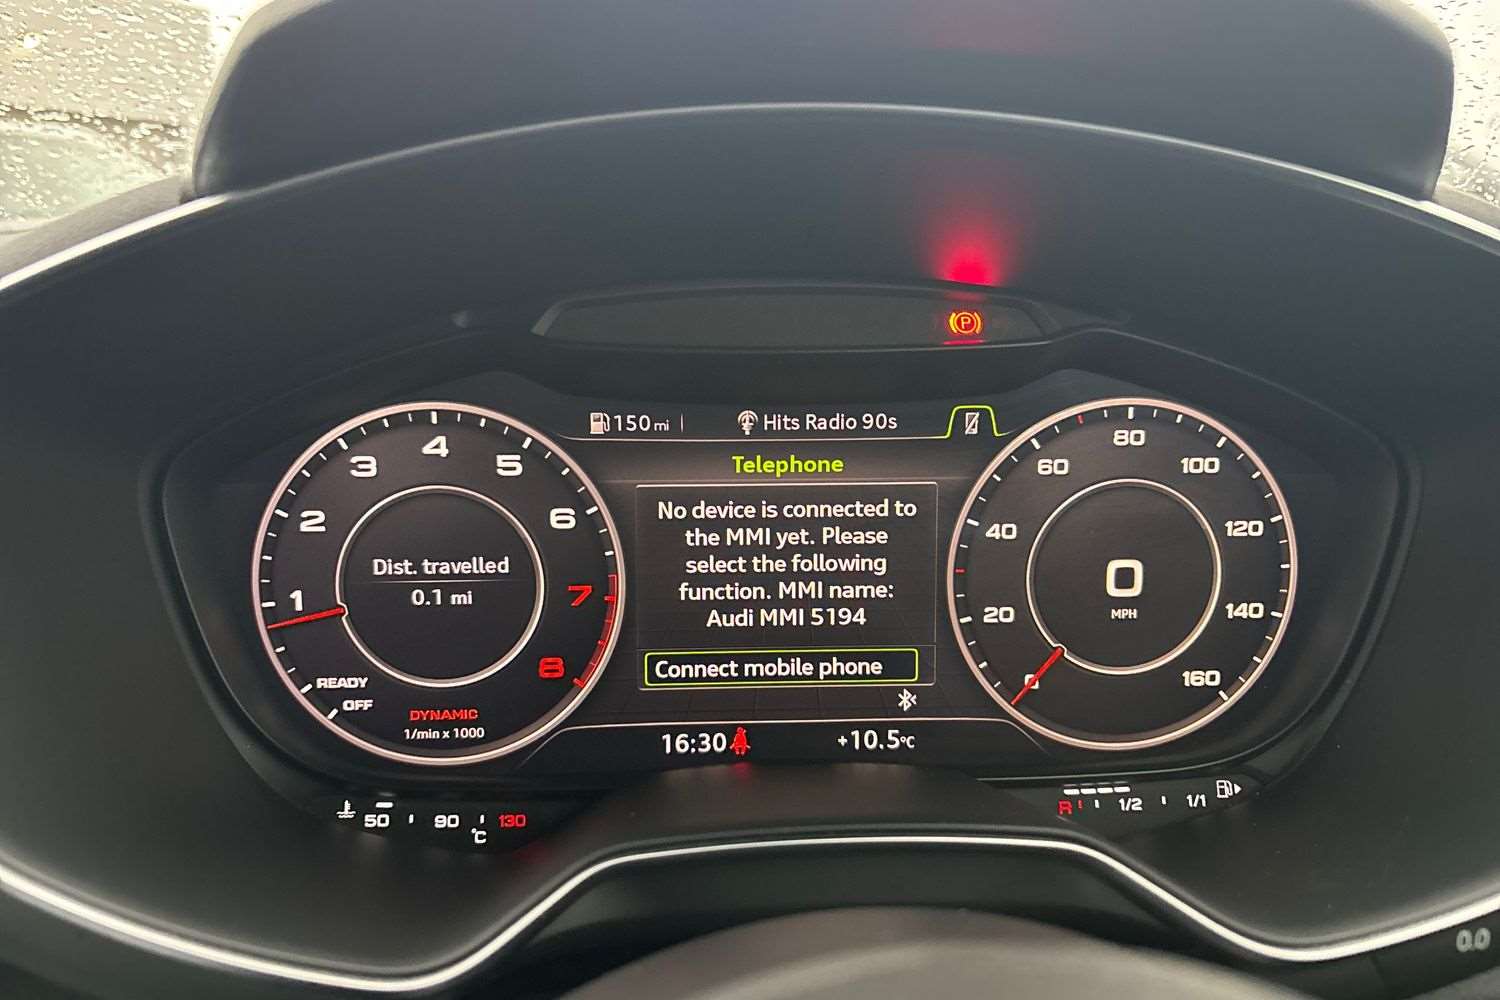 P
150 mi
Hits Radio 90s
Telephone
No device is connected to
the MMI yet. Please
select the following
function. MMI name:
Audi MMI 5194
Connect mobile phone
1
2
3
4
5
6
7
8
Dist. travelled
0.1 mi
READY
OFF
DYNAMIC
1/min x 1000
0
20
40
60
80
100
120
140
160
0
MPH
16:30
+10.5°C
50
90
130
°C
R
1/2
1/1
0.0